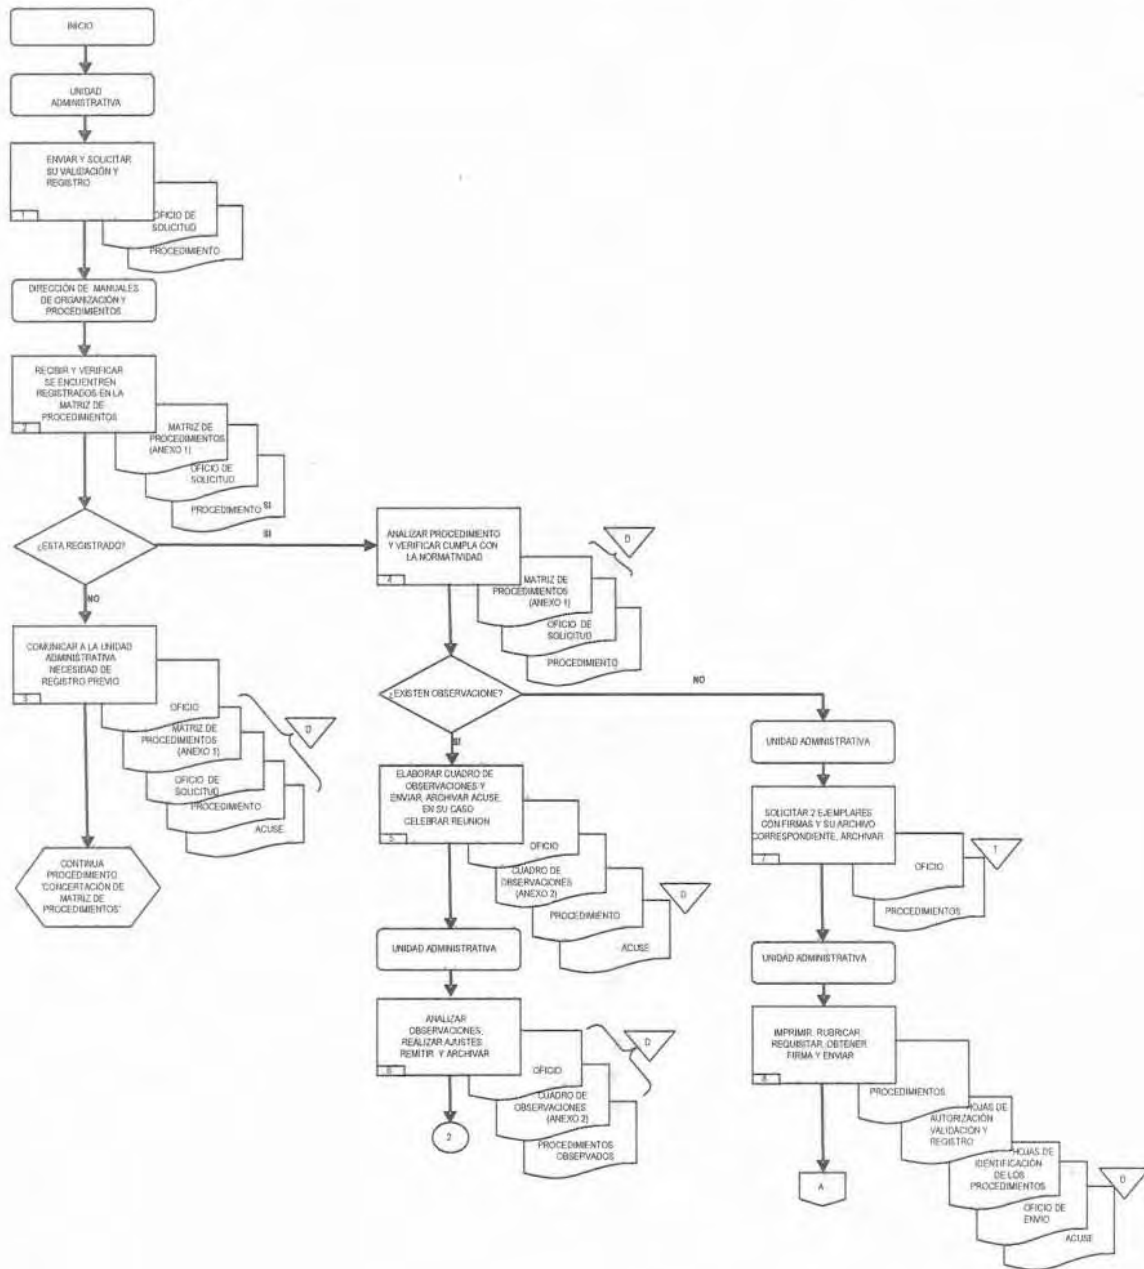 INICIO
UNIDAD
ADMINISTRATIVA
ENVIAR Y SOLICITAR
SU VALIDACIÓN Y
REGISTRO
1
OFICIO DE
SOLICITUD
PROCEDIMIENTO
DIRECCIÓN DE MANUALES
DE ORGANIZACIÓN Y
PROCEDIMIENTOS
RECIBIR Y VERIFICAR
SE ENCUENTREN
REGISTRADOS EN LA
MATRIZ DE
PROCEDIMIENTOS
2
MATRIZ DE
PROCEDIMIENTOS
(ANEXO 1)
OFICIO DE
SOLICITUD
PROCEDIMIENTO
SI
¿ESTA REGISTRADO?
SI
NO
COMUNICAR A LA UNIDAD
ADMINISTRATIVA
NECESIDAD DE
REGISTRO PREVIO
3
OFICIO
MATRIZ DE
PROCEDIMIENTOS
(ANEXO 1)
OFICIO DE
SOLICITUD
PROCEDIMIENTO
ACUSE
D
CONTINUA
PROCEDIMIENTO
"CONCERTACIÓN DE
MATRIZ DE
PROCEDIMIENTOS"
ANALIZAR PROCEDIMIENTO
Y VERIFICAR CUMPLA CON
LA NORMATIVIDAD
4
D
MATRIZ DE
PROCEDIMIENTOS
(ANEXO 1)
OFICIO DE
SOLICITUD
PROCEDIMIENTO
¿EXISTEN OBSERVACIONE?
NO
SI
ELABORAR CUADRO DE
OBSERVACIONES Y
ENVIAR, ARCHIVAR ACUSE,
EN SU CASO
CELEBRAR REUNION
5
OFICIO
CUADRO DE
OBSERVACIONES
(ANEXO 2)
PROCEDIMIENTO
ACUSE
D
UNIDAD ADMINISTRATIVA
ANALIZAR
OBSERVACIONES,
REALIZAR AJUSTES
REMITIR Y ARCHIVAR
6
OFICIO
D
CUADRO DE
OBSERVACIONES
(ANEXO 2)
PROCEDIMIENTOS
OBSERVADOS
2
UNIDAD ADMINISTRATIVA
SOLICITAR 2 EJEMPLARES
CON FIRMAS Y SU ARCHIVO
CORRESPONDIENTE, ARCHIVAR
7
OFICIO
T
PROCEDIMIENTOS
UNIDAD ADMINISTRATIVA
IMPRIMIR, RUBRICAR,
REQUISITAR, OBTENER
FIRMA Y ENVIAR
8
PROCEDIMIENTOS
HOJAS DE
AUTORIZACIÓN
VALIDACIÓN Y
REGISTRO
HOJAS DE
IDENTIFICACIÓN
DE LOS
PROCEDIMIENTOS
OFICIO DE
ENVIO
ACUSE
D
A